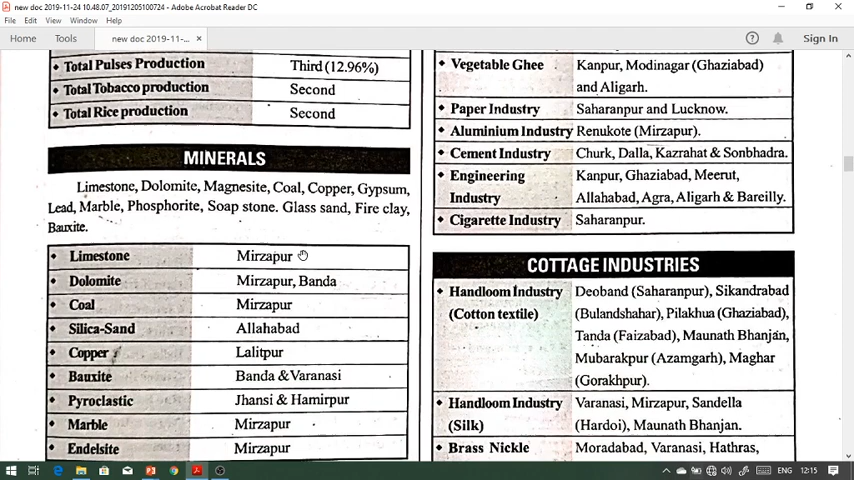 new doc 2019-11-24 10.48.07_20191205100724 - Adobe Acrobat Reader DC
File Edit View Window Help
Home Tools new doc 2019-11-... × Sign In
Total Pulses Production Third (12.96%)
Total Tobacco production Second
Total Rice production Second
MINERALS
Limestone, Dolomite, Magnesite, Coal, Copper, Gypsum,
Lead, Marble, Phosphorite, Soap stone. Glass sand, Fire clay,
Bauxite.
Limestone Mirzapur
Dolomite Mirzapur, Banda
Coal Mirzapur
Silica-Sand Allahabad
Copper Lalitpur
Bauxite Banda &Varanasi
Pyroclastic Jhansi & Hamirpur
Marble Mirzapur
Endelsite Mirzapur
Vegetable Ghee Kanpur, Modinagar (Ghaziabad)
and Aligarh.
Paper Industry Saharanpur and Lucknow.
Aluminium Industry Renukote (Mirzapur).
Cement Industry Churk, Dalla, Kazrahat & Sonbhadra.
Engineering Kanpur, Ghaziabad, Meerut,
Industry Allahabad, Agra, Aligarh & Bareilly.
Cigarette Industry Saharanpur.
COTTAGE INDUSTRIES
Handloom Industry Deoband (Saharanpur), Sikandrabad
(Cotton textile) (Bulandshahar), Pilakhua (Ghaziabad),
Tanda (Faizabad), Maunath Bhanjan,
Mubarakpur (Azamgarh), Maghar
(Gorakhpur).
Handloom Industry Varanasi, Mirzapur, Sandella
(Silk) (Hardoi), Maunath Bhanjan.
Brass Nickle Moradabad, Varanasi, Hathras,
ENG 12:15